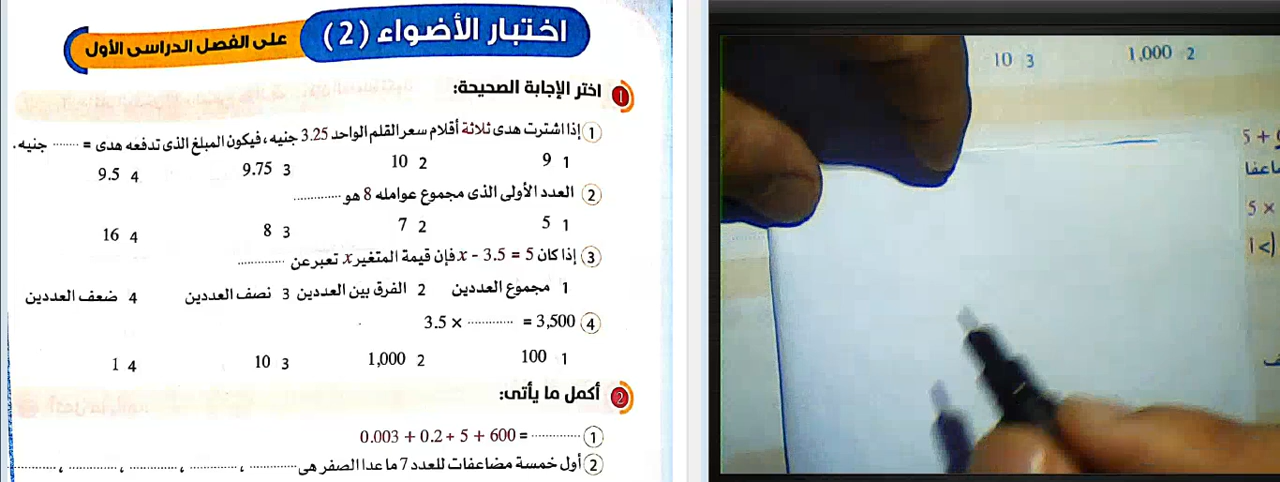 اختبار الأضواء (2) على الفصل الدراسى الأول
1 اختر الإجابة الصحيحة:
1 إذا اشترت هدى ثلاثة أقلام سعر القلم الواحد 3.25 جنيه، فيكون المبلغ الذى تدفعه هدى = ........ جنيه.
1 9 2 10 3 9.75 4 9.5
2 العدد الأولى الذى مجموع عوامله 8 هو .............
1 5 2 7 3 8 4 16
3 إذا كان x – 3.5 = 5 فإن قيمة المتغير x تعبر عن .............
1 مجموع العددين 2 الفرق بين العددين 3 نصف العددين 4 ضعف العددين
4 3.5 × ............. = 3,500
1 100 2 1,000 3 10 4 1
2 أكمل ما يأتى:
1 0.003 + 0.2 + 5 + 600 = .............
2 أول خمسة مضاعفات للعدد 7 ما عدا الصفر هى ............. ، ............. ، ............. ، ............. ، .............
2 1,000 3 10
5 +
5 ×